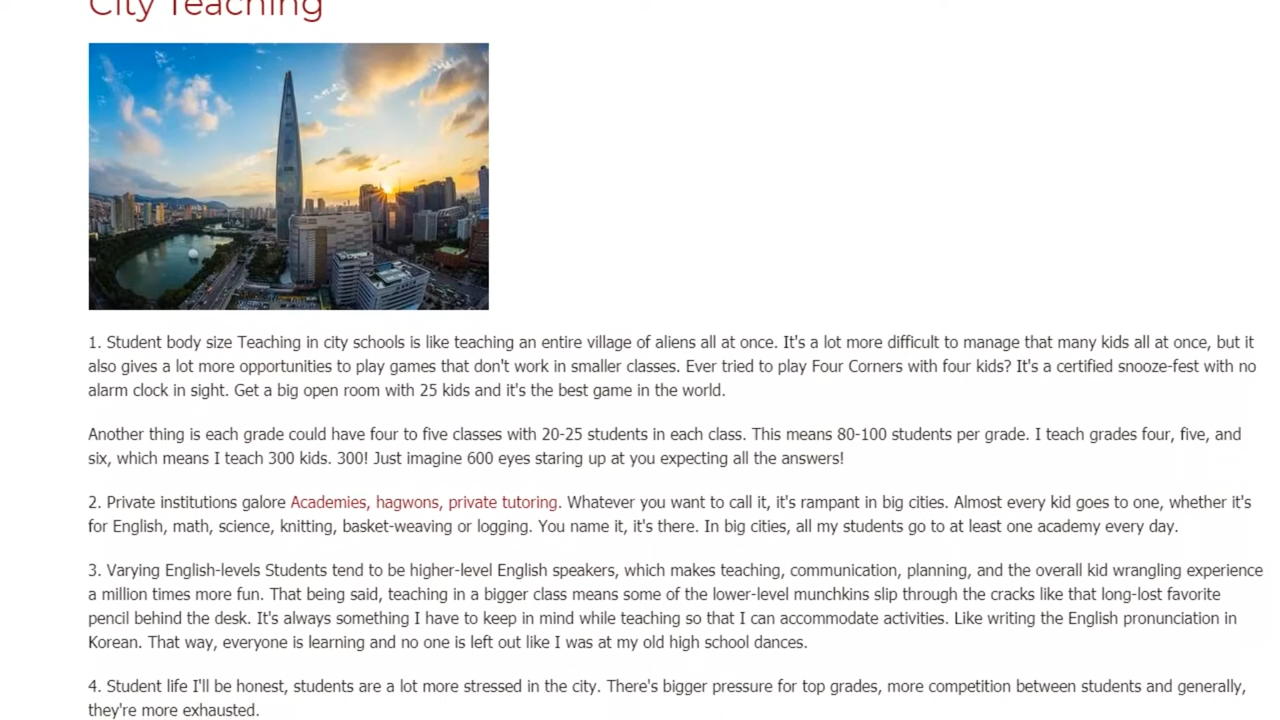 City Teaching
1. Student body size Teaching in city schools is like teaching an entire village of aliens all at once. It's a lot more difficult to manage that many kids all at once, but it
also gives a lot more opportunities to play games that don't work in smaller classes. Ever tried to play Four Corners with four kids? It's a certified snooze-fest with no
alarm clock in sight. Get a big open room with 25 kids and it's the best game in the world.
Another thing is each grade could have four to five classes with 20-25 students in each class. This means 80-100 students per grade. I teach grades four, five, and
six, which means I teach 300 kids. 300! Just imagine 600 eyes staring up at you expecting all the answers!
2. Private institutions galore Academies, hagwons, private tutoring. Whatever you want to call it, it's rampant in big cities. Almost every kid goes to one, whether it's
for English, math, science, knitting, basket-weaving or logging. You name it, it's there. In big cities, all my students go to at least one academy every day.
3. Varying English-levels Students tend to be higher-level English speakers, which makes teaching, communication, planning, and the overall kid wrangling experience
a million times more fun. That being said, teaching in a bigger class means some of the lower-level munchkins slip through the cracks like that long-lost favorite
pencil behind the desk. It's always something I have to keep in mind while teaching so that I can accommodate activities. Like writing the English pronunciation in
Korean. That way, everyone is learning and no one is left out like I was at my old high school dances.
4. Student life I'll be honest, students are a lot more stressed in the city. There's bigger pressure for top grades, more competition between students and generally,
they're more exhausted.